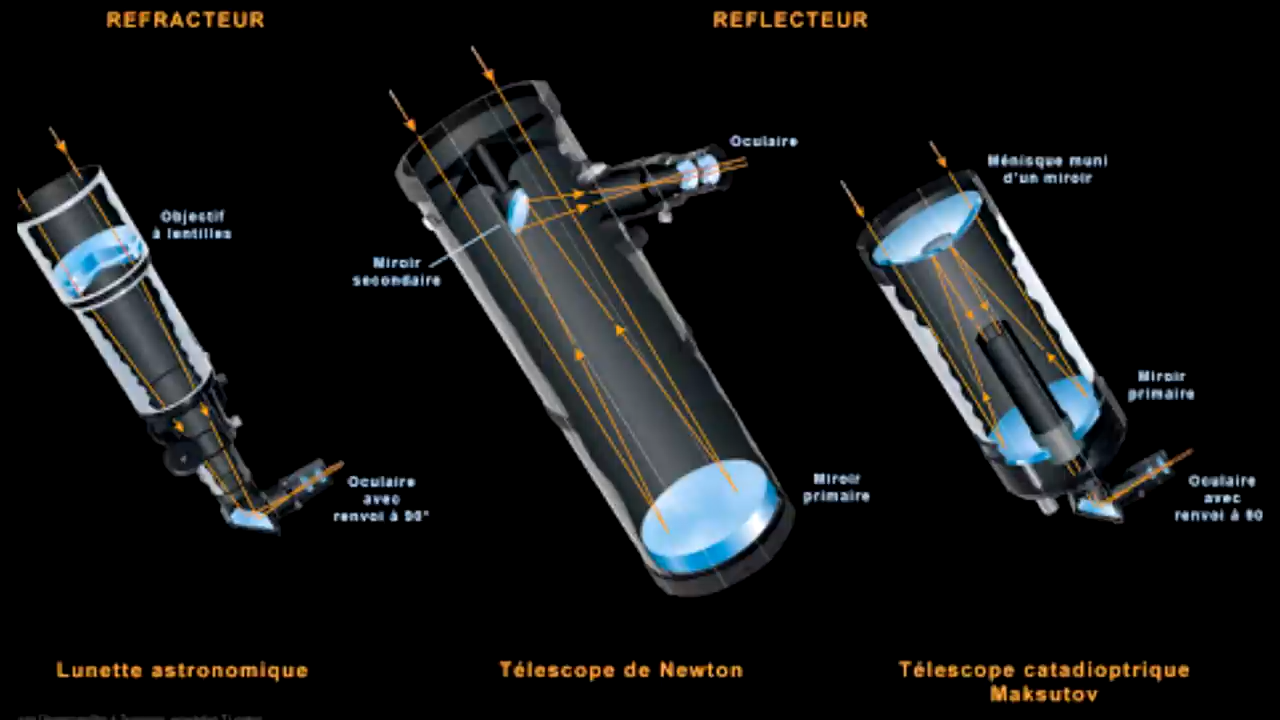 REFRACTEUR
REFLECTEUR
Oculaire
Ménisque muni
d'un miroir
Objectif
à lentilles
Miroir
secondaire
Miroir
primaire
Oculaire
avec
renvoi à 90°
Miroir
primaire
Oculaire
avec
renvoi à 90
Lunette astronomique
Télescope de Newton
Télescope catadioptrique
Maksutov